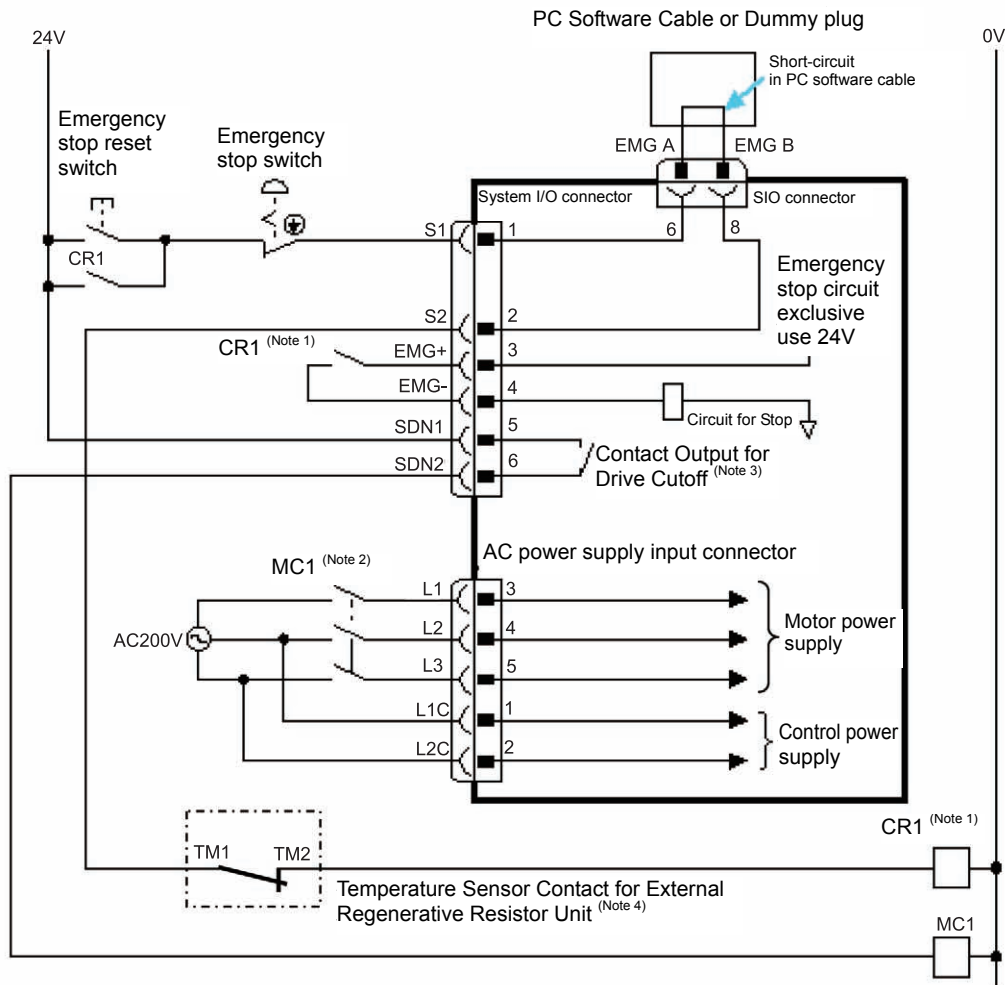 PC Software Cable or Dummy plug
24V
0V
Short-circuit
in PC software cable
Emergency
stop reset
switch
Emergency
stop switch
EMG A
EMG B
System I/O connector
SIO connector
S1
1
6
8
CR1
Emergency
stop circuit
exclusive
use 24V
S2
2
CR1 (Note 1)
EMG+
3
EMG-
4
Circuit for Stop
SDN1
5
Contact Output for
Drive Cutoff (Note 3)
SDN2
6
AC power supply input connector
MC1 (Note 2)
L1
3
AC200V
L2
4
Motor power
supply
L3
5
L1C
1
Control power
supply
L2C
2
CR1 (Note 1)
TM1
TM2
Temperature Sensor Contact for External
Regenerative Resistor Unit (Note 4)
MC1